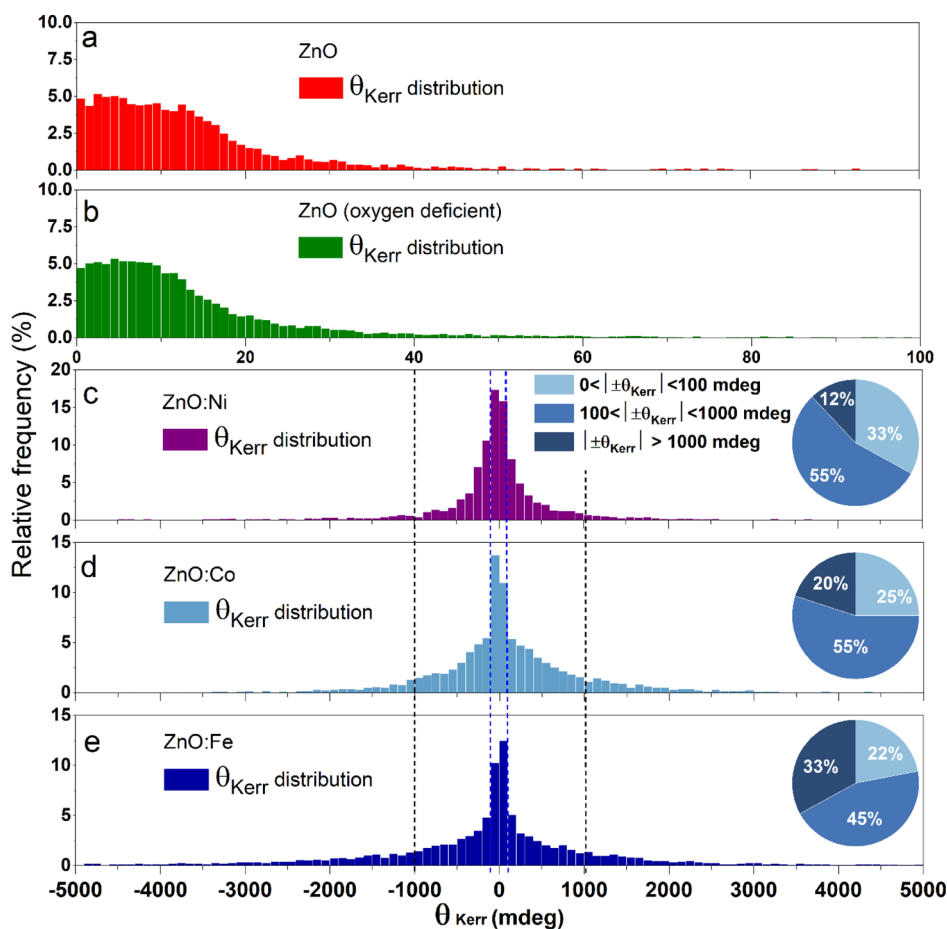 a
ZnO
θKerr distribution
10.0
7.5
5.0
2.5
0.0
b
ZnO (oxygen deficient)
θKerr distribution
10.0
7.5
5.0
2.5
0.0
0 20 40 60 80 100
Relative frequency (%)
c
ZnO:Ni
θKerr distribution
20
15
10
5
0
0<|±θKerr|<100 mdeg
100<|±θKerr|<1000 mdeg
|±θKerr| > 1000 mdeg
12%
33%
55%
d
ZnO:Co
θKerr distribution
15
10
5
0
20%
25%
55%
e
ZnO:Fe
θKerr distribution
15
10
5
0
33%
22%
45%
-5000 -4000 -3000 -2000 -1000 0 1000 2000 3000 4000 5000
θ Kerr (mdeg)